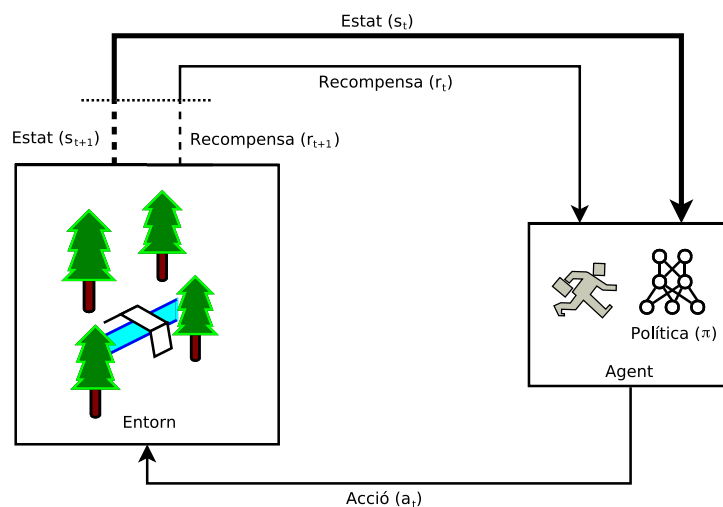 Estat (sₜ)
Recompensa (rₜ)
Estat (sₜ₊₁)
Recompensa (rₜ₊₁)
Política (π)
Agent
Entorn
Acció (aₜ)